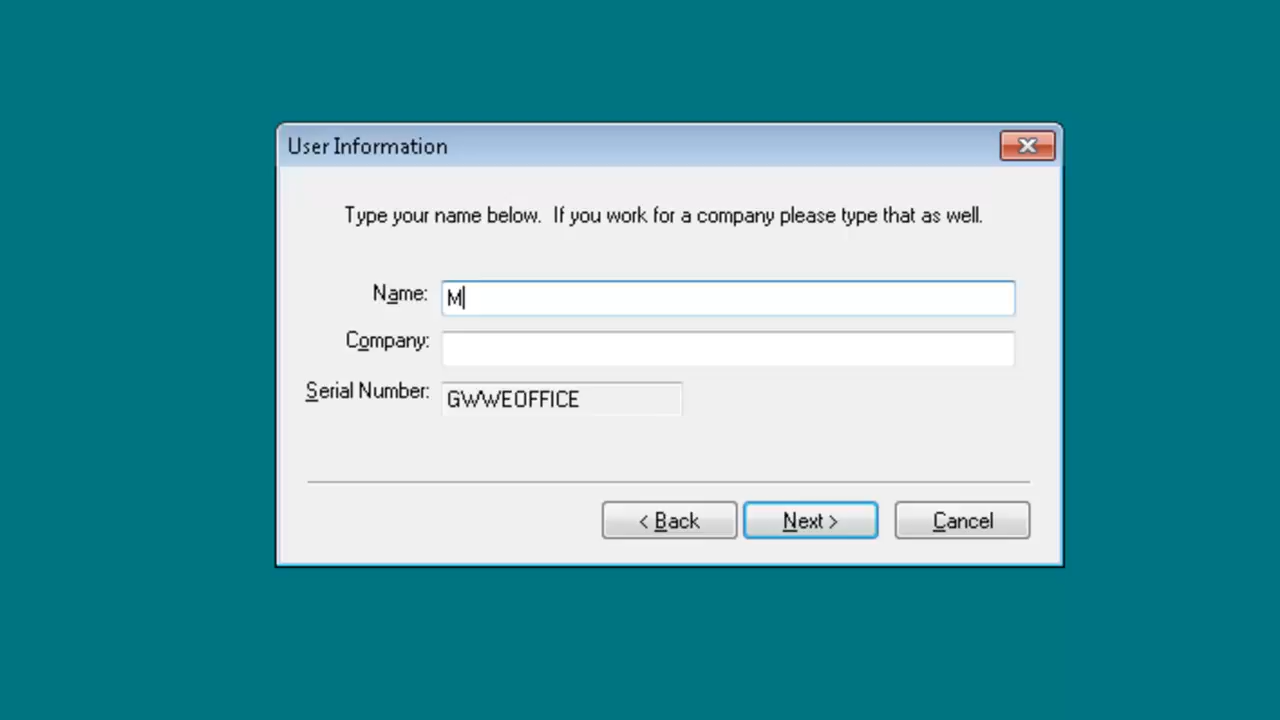 User Information
Type your name below.  If you work for a company please type that as well.
Name: M
Company:
Serial Number: GWWEOFFICE
< Back Next > Cancel